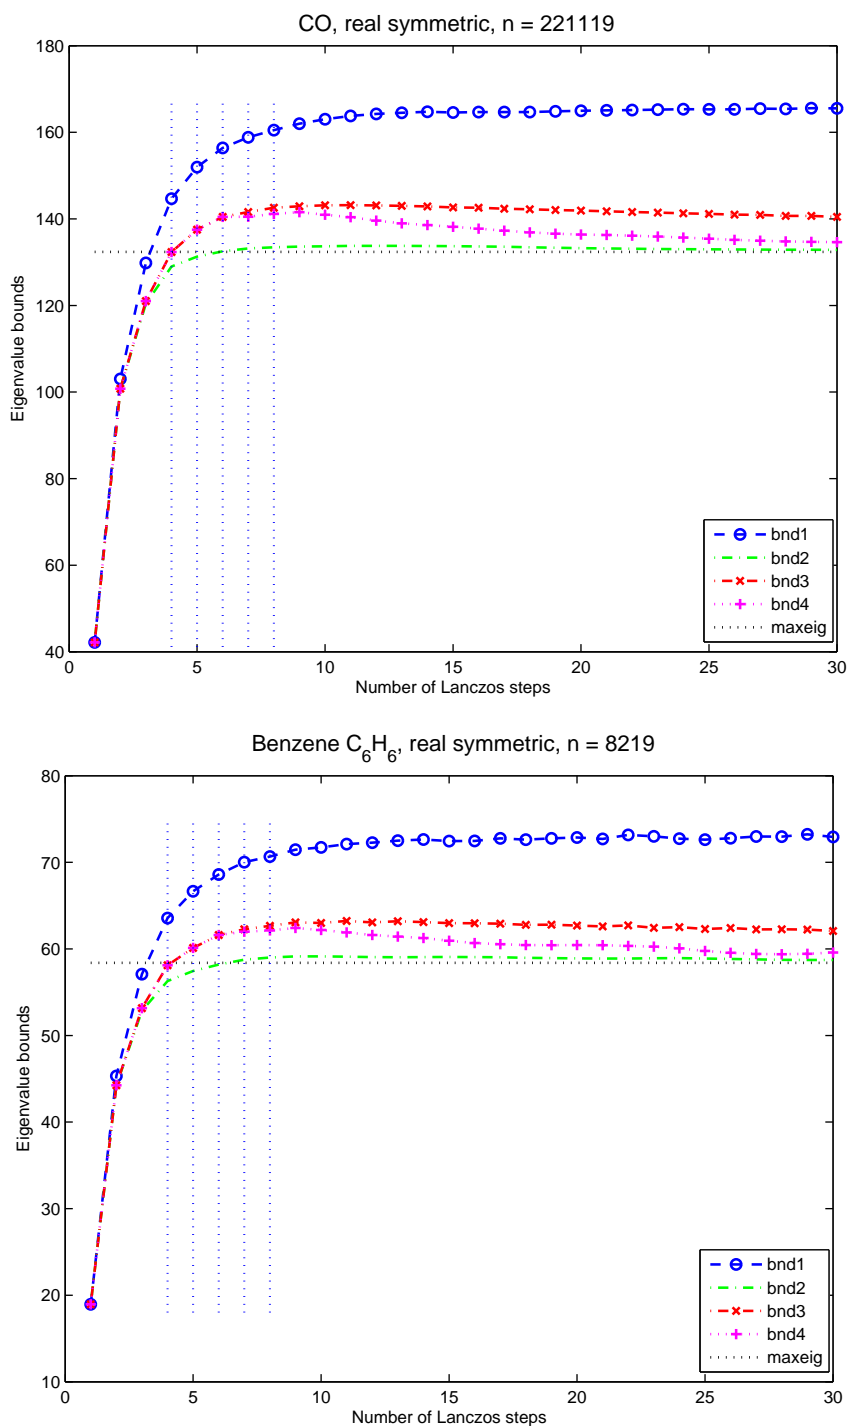 CO, real symmetric, n = 221119
180
160
140
120
100
80
60
40
Eigenvalue bounds
bnd1
bnd2
bnd3
bnd4
maxeig
0 5 10 15 20 25 30
Number of Lanczos steps
Benzene C6H6, real symmetric, n = 8219
80
70
60
50
40
30
20
10
Eigenvalue bounds
bnd1
bnd2
bnd3
bnd4
maxeig
0 5 10 15 20 25 30
Number of Lanczos steps